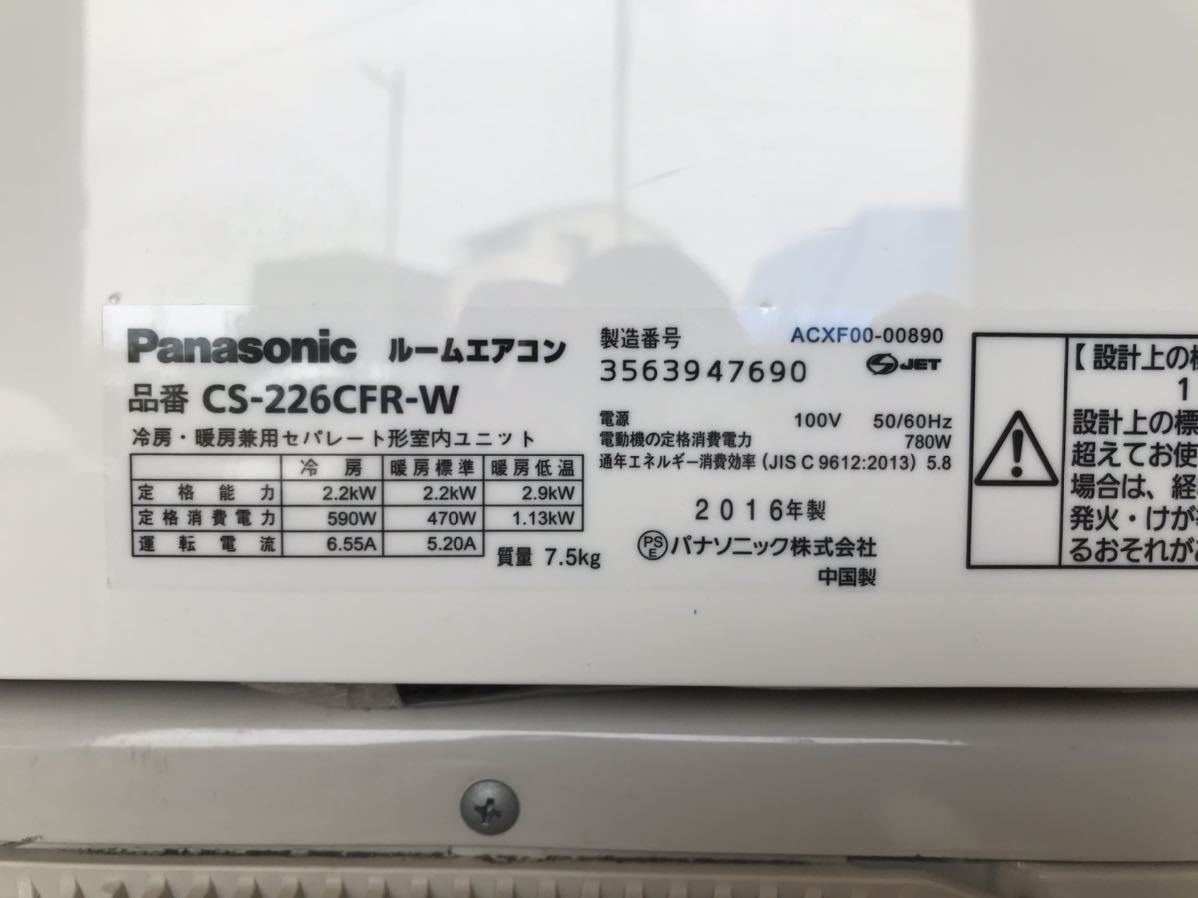 Panasonic ルームエアコン
品番 CS-226CFR-W
冷房・暖房兼用セパレート形室内ユニット
冷房 暖房標準 暖房低温
定格能力 2.2kW 2.2kW 2.9kW
定格消費電力 590W 470W 1.13kW
運転電流 6.55A 5.20A
質量 7.5kg
製造番号 ACXF00-00890
3563947690 JET
電源 100V 50/60Hz
電動機の定格消費電力 780W
通年エネルギー消費効率 (JIS C 9612:2013) 5.8
2016年製
PSE パナソニック株式会社
中国製
【設計上の
1
設計上の標
超えてお使
場合は、経
発火・けが
るおそれが